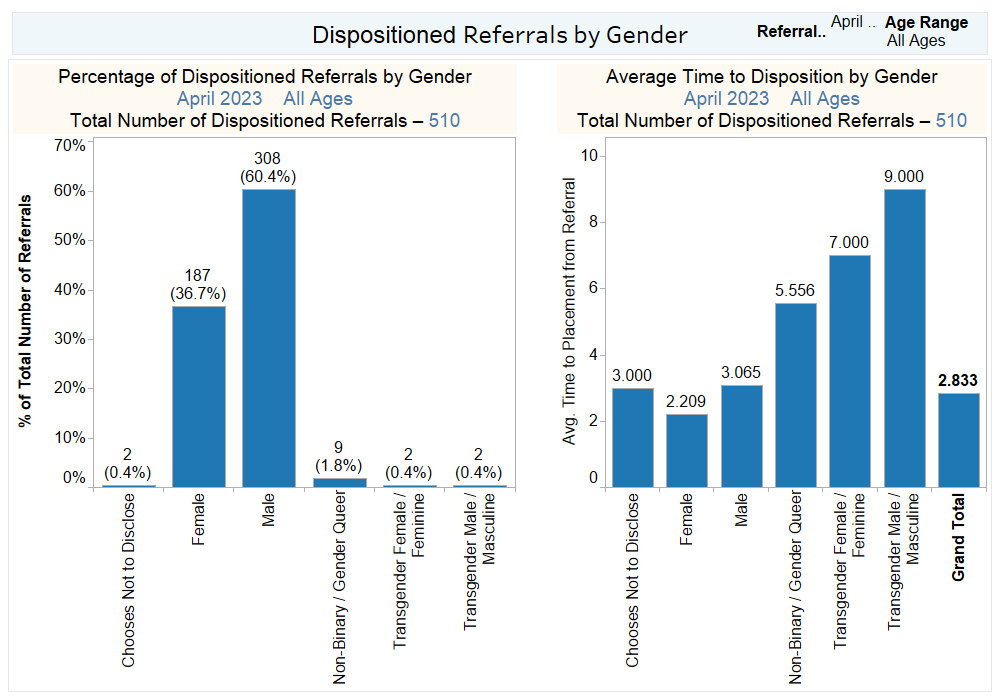 Dispositioned Referrals by Gender
Referral.. April .. Age Range
All Ages
Percentage of Dispositioned Referrals by Gender
April 2023 All Ages
Total Number of Dispositioned Referrals – 510
% of Total Number of Referrals
70%
60%
50%
40%
30%
20%
10%
0%
2
(0.4%)
187
(36.7%)
308
(60.4%)
9
(1.8%)
2
(0.4%)
2
(0.4%)
Chooses Not to Disclose
Female
Male
Non-Binary / Gender Queer
Transgender Female /
Feminine
Transgender Male /
Masculine
Average Time to Disposition by Gender
April 2023 All Ages
Total Number of Dispositioned Referrals – 510
Avg. Time to Placement from Referral
10
8
6
4
2
0
3.000
2.209
3.065
5.556
7.000
9.000
2.833
Chooses Not to Disclose
Female
Male
Non-Binary / Gender Queer
Transgender Female /
Feminine
Transgender Male /
Masculine
Grand Total